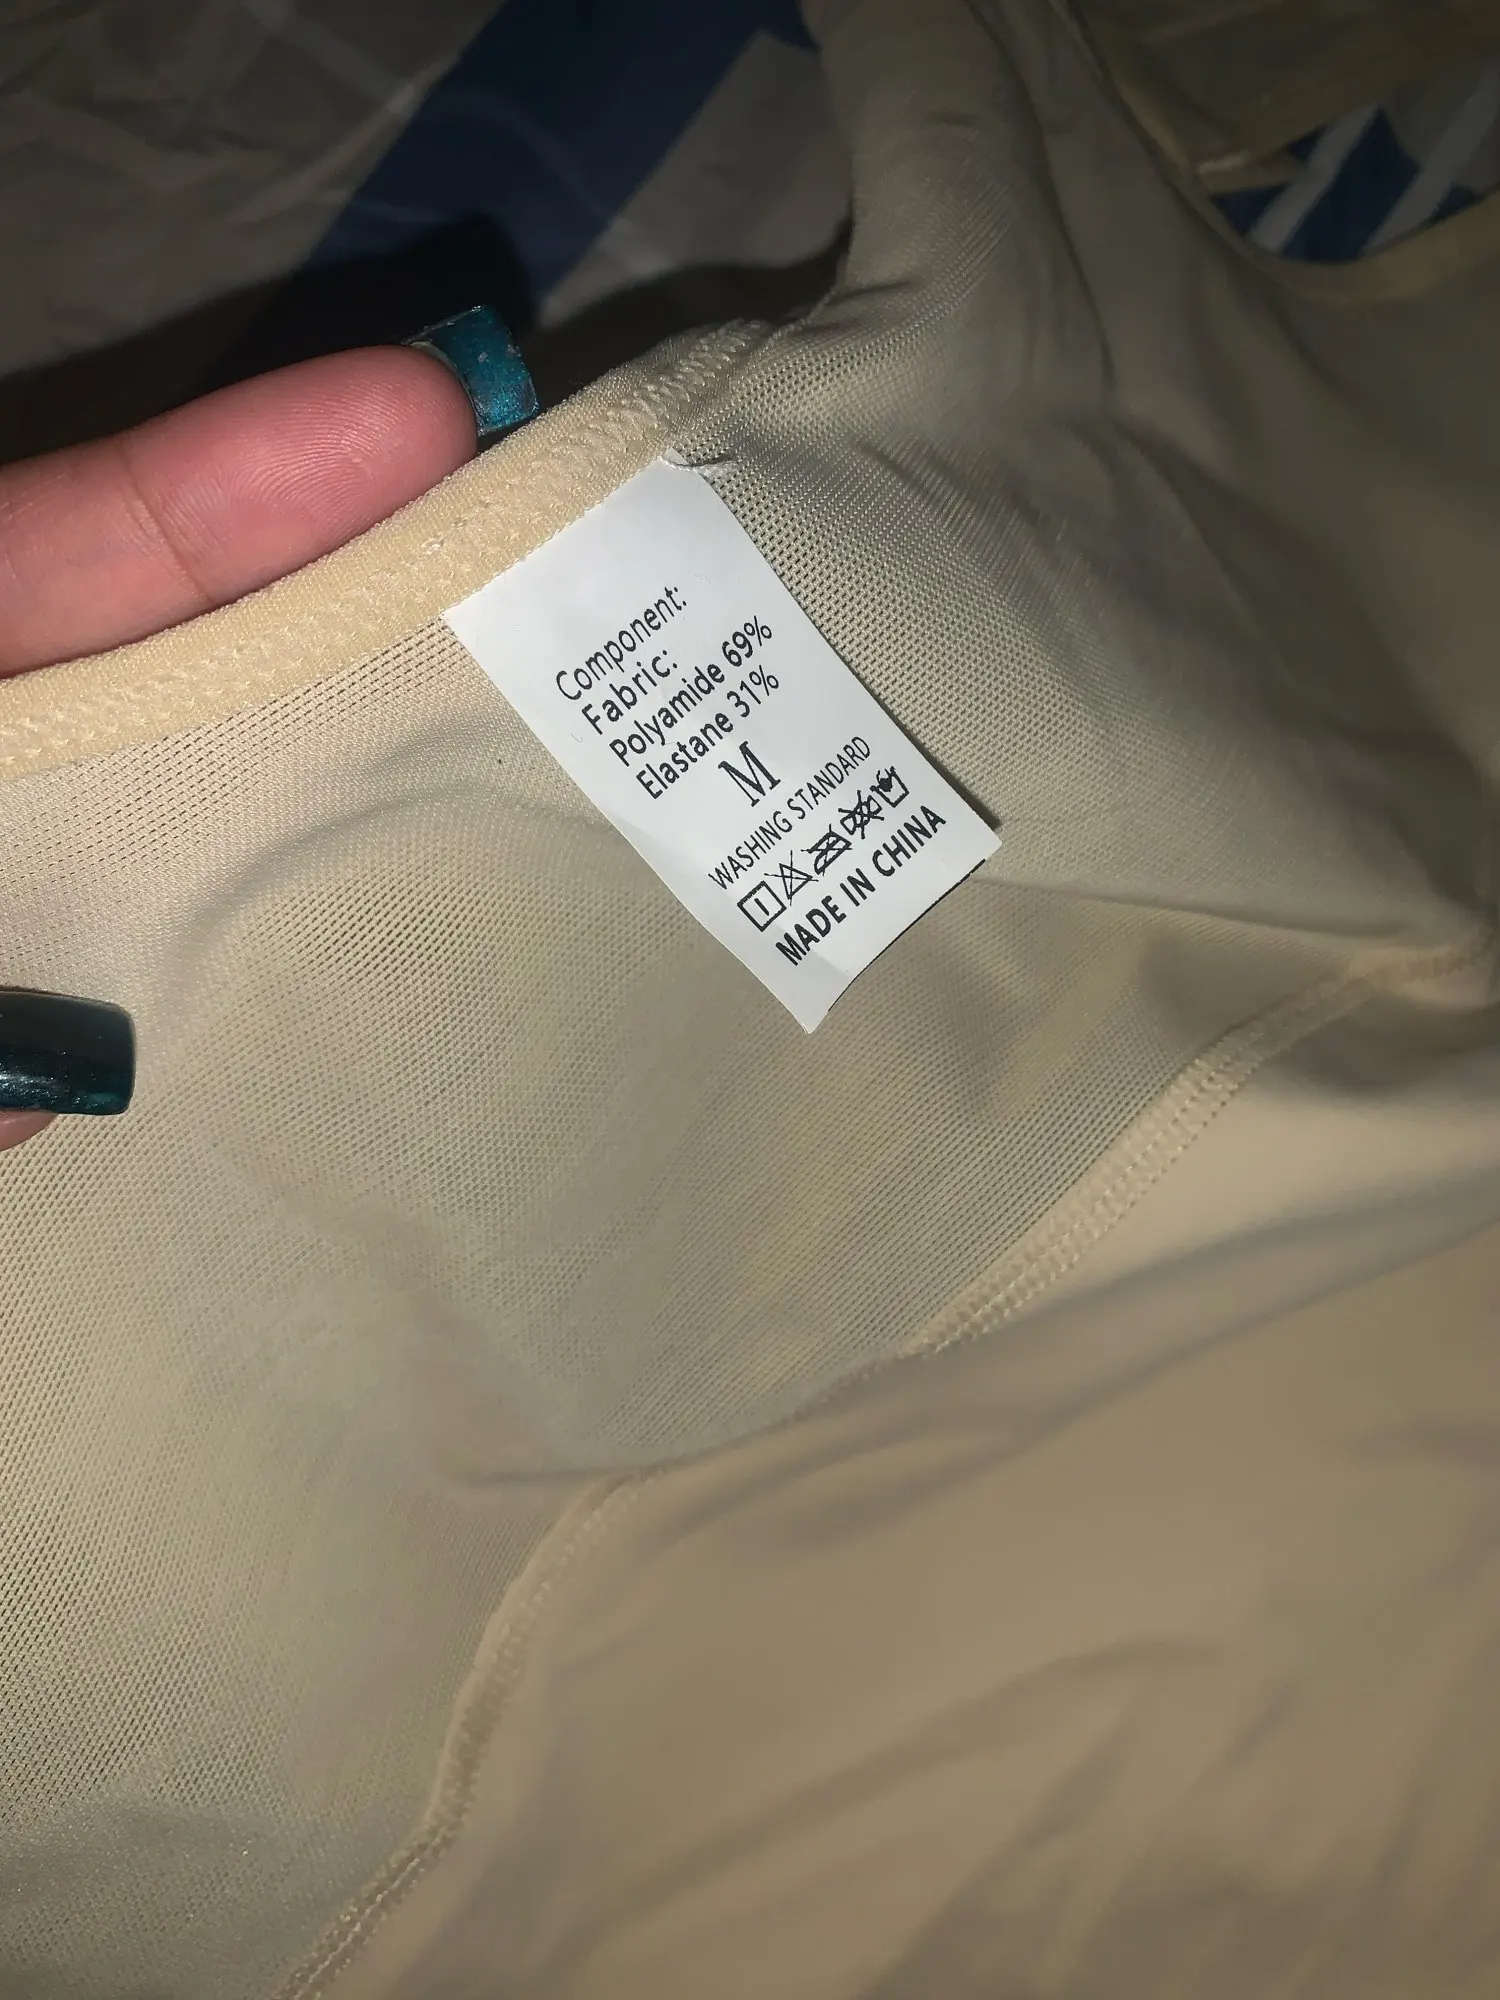 Component:
Fabric:
Polyamide 69%
Elastane 31%
M
WASHING STANDARD
MADE IN CHINA